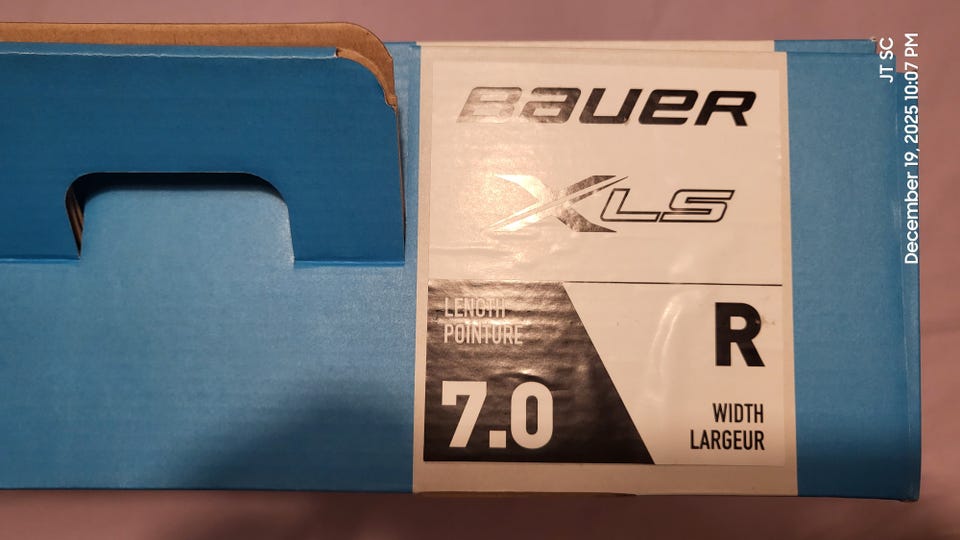 BAUER
XLS
LENGTH
POINTURE
7.0
R
WIDTH
LARGEUR
JT SC
December 19, 2025 10:07 PM